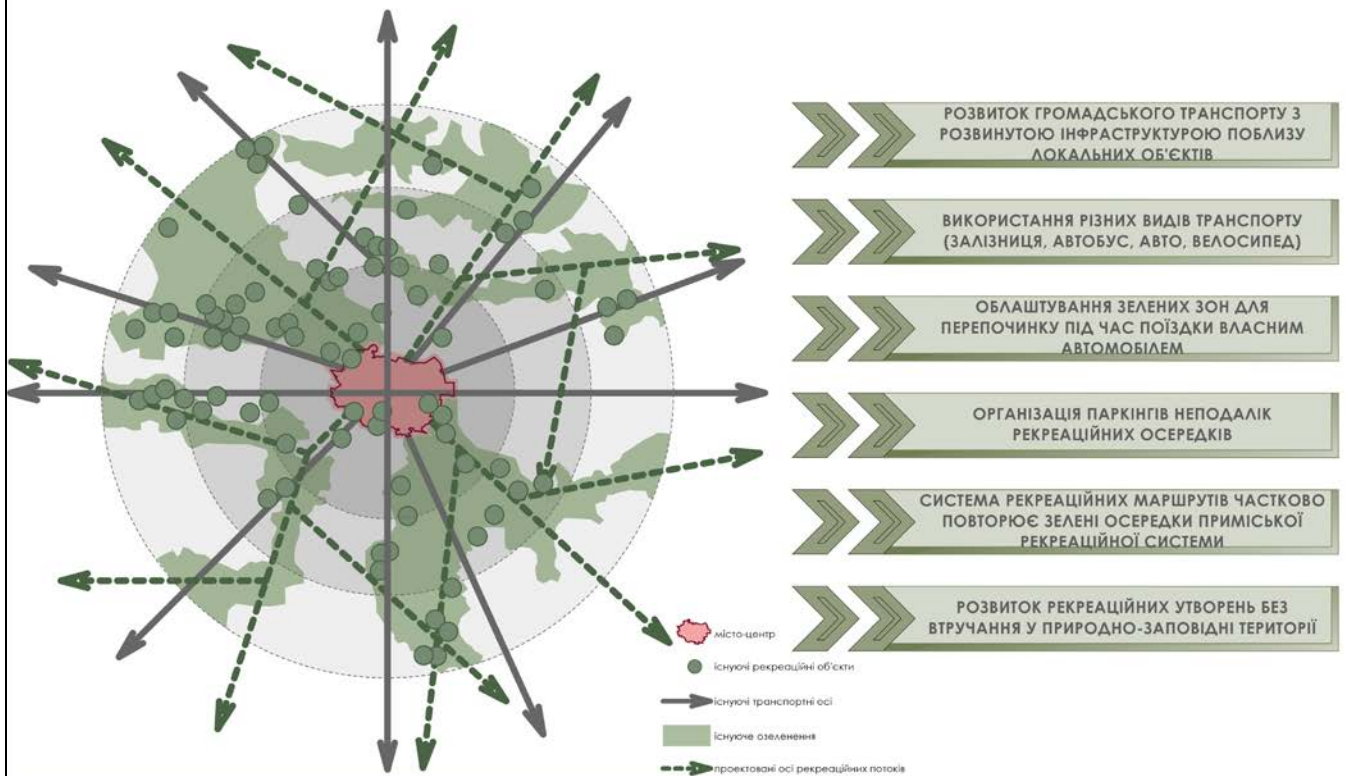 РОЗВИТОК ГРОМАДСЬКОГО ТРАНСПОРТУ З
РОЗВИНУТОЮ ІНФРАСТРУКТУРОЮ ПОБЛИЗУ
ЛОКАЛЬНИХ ОБ'ЄКТІВ
ВИКОРИСТАННЯ РІЗНИХ ВИДІВ ТРАНСПОРТУ
(ЗАЛІЗНИЦЯ, АВТОБУС, АВТО, ВЕЛОСИПЕД)
ОБЛАШТУВАННЯ ЗЕЛЕНИХ ЗОН ДЛЯ
ПЕРЕПОЧИНКУ ПІД ЧАС ПОЇЗДКИ ВЛАСНИМ
АВТОМОБІЛЕМ
ОРГАНІЗАЦІЯ ПАРКІНГІВ НЕПОДАЛІК
РЕКРЕАЦІЙНИХ ОСЕРЕДКІВ
СИСТЕМА РЕКРЕАЦІЙНИХ МАРШРУТІВ ЧАСТКОВО
ПОВТОРЮЄ ЗЕЛЕНІ ОСЕРЕДКИ ПРИМІСЬКОЇ
РЕКРЕАЦІЙНОЇ СИСТЕМИ
РОЗВИТОК РЕКРЕАЦІЙНИХ УТВОРЕНЬ БЕЗ
ВТРУЧАННЯ У ПРИРОДНО-ЗАПОВІДНІ ТЕРИТОРІЇ
місто-центр
існуючі рекреаційні об'єкти
існуючі транспортні осі
існуюче озеленення
проектовані осі рекреаційних потоків